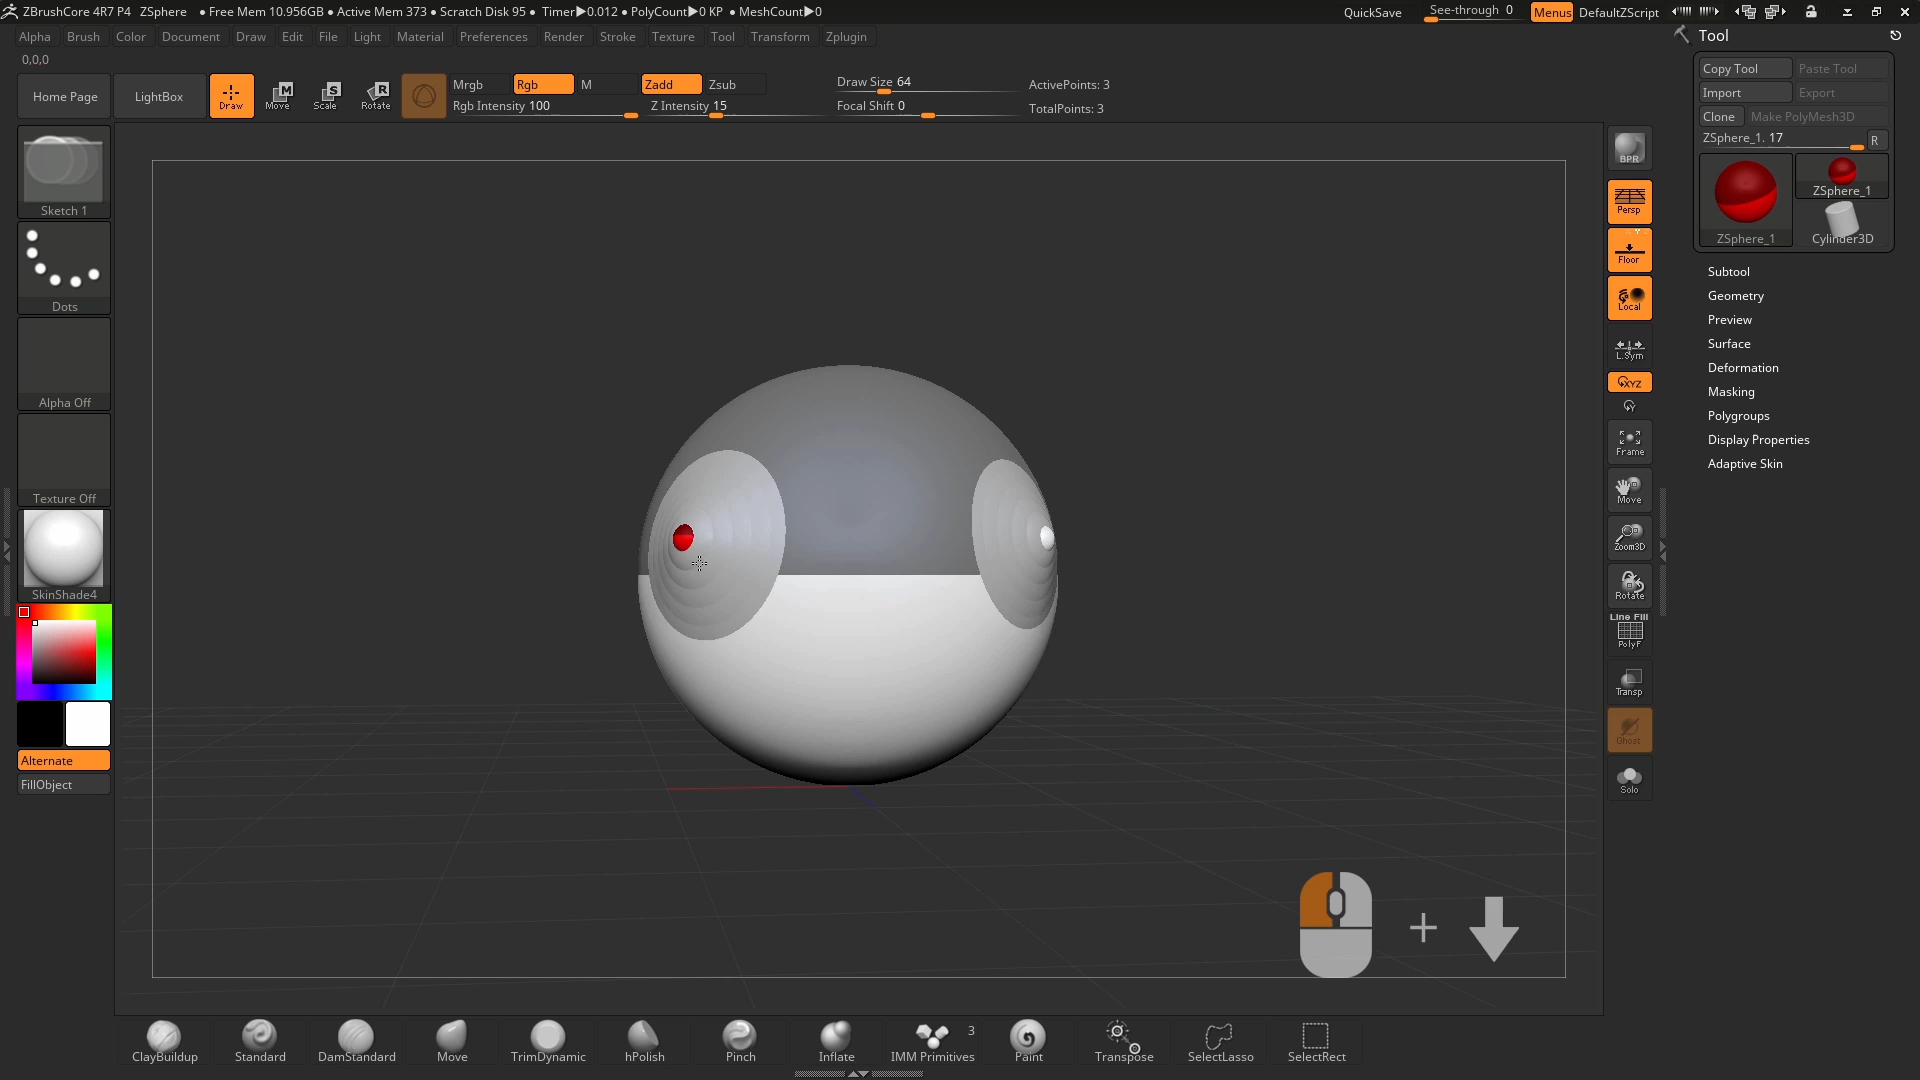 ZBrushCore 4R7 P4 ZSphere ● Free Mem 10.956GB ● Active Mem 373 ● Scratch Disk 95 ● Timer▶0.012 ● PolyCount▶0 KP ● MeshCount▶0
QuickSave See-through 0 Menus DefaultZScript
Alpha Brush Color Document Draw Edit File Light Material Preferences Render Stroke Texture Tool Transform Zplugin
0,0,0
Home Page
LightBox
Draw
Move
Scale
Rotate
Mrgb Rgb M
Rgb Intensity 100
Zadd Zsub
Z Intensity 15
Draw Size 64
Focal Shift 0
ActivePoints: 3
TotalPoints: 3
Sketch 1
Dots
Alpha Off
Texture Off
SkinShade4
Alternate
FillObject
BPR
Persp
Floor
Local
L.Sym
XYZ
Y
Frame
Move
Zoom3D
Rotate
Line Fill
PolyF
Transp
Ghost
Solo
Tool
Copy Tool Paste Tool
Import Export
Clone Make PolyMesh3D
ZSphere_1. 17 R
ZSphere_1
ZSphere_1
Cylinder3D
Subtool
Geometry
Preview
Surface
Deformation
Masking
Polygroups
Display Properties
Adaptive Skin
+
ClayBuildup
Standard
DamStandard
Move
TrimDynamic
hPolish
Pinch
Inflate
3
IMM Primitives
Paint
Transpose
SelectLasso
SelectRect